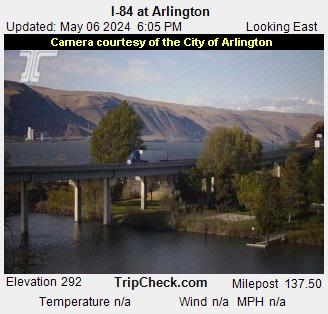 I-84 at Arlington
Updated: May 06 2024 6:05 PM Looking East
Camera courtesy of the City of Arlington
Elevation 292 TripCheck.com Milepost 137.50
Temperature n/a Wind n/a MPH n/a